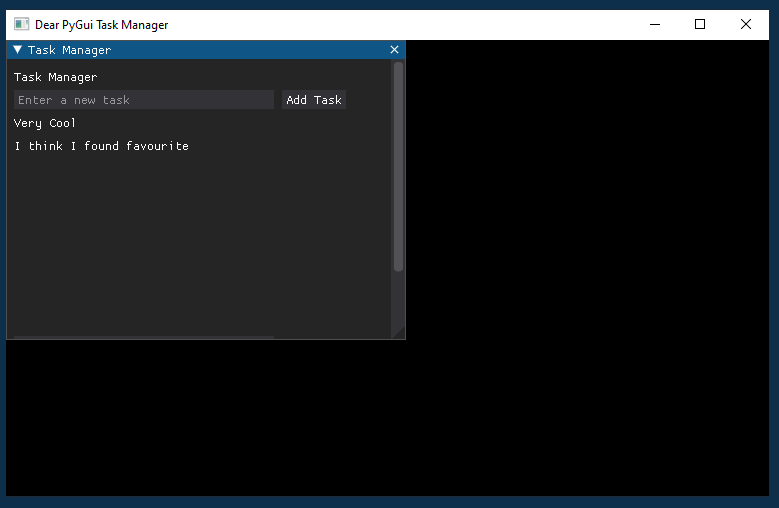 Dear PyGui Task Manager
Task Manager
Task Manager
Enter a new task
Add Task
Very Cool
I think I found favourite